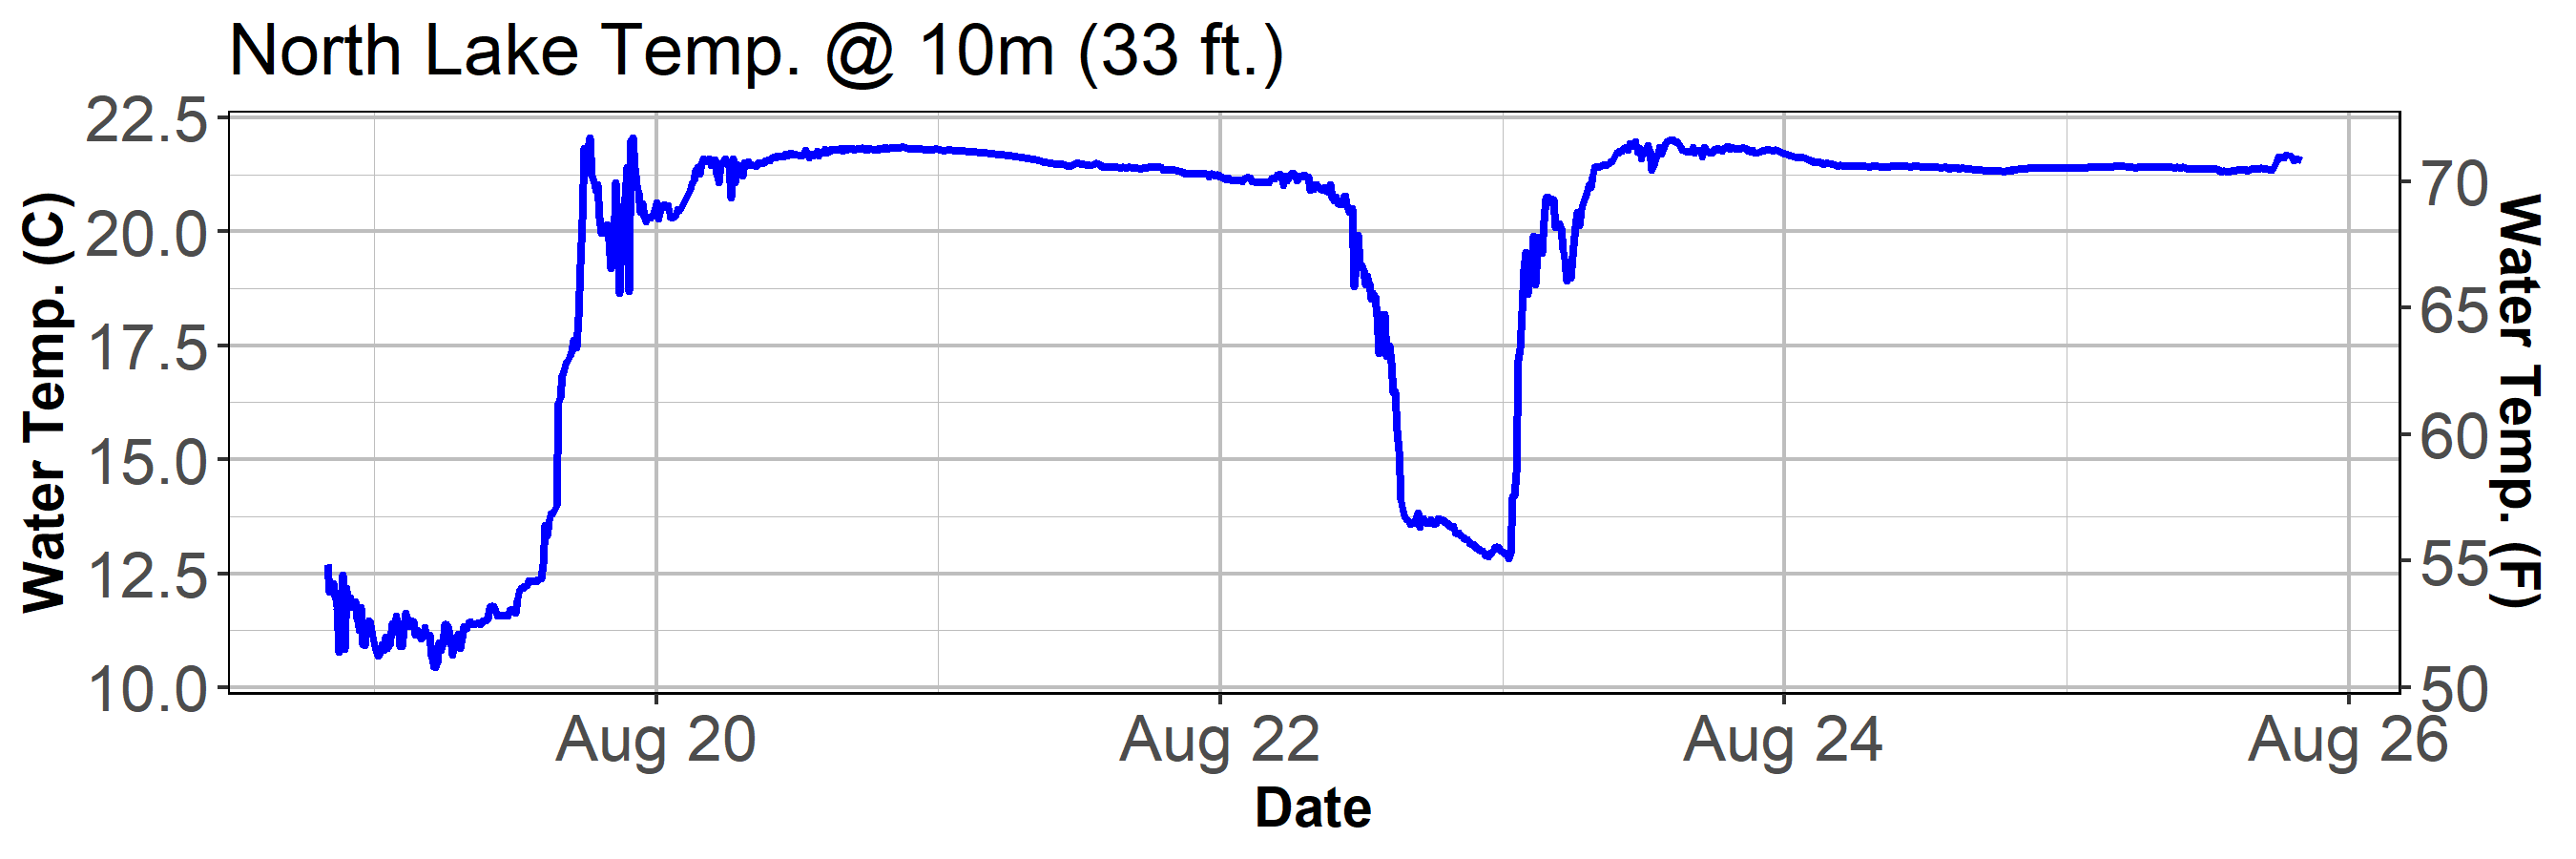 North Lake Temp. @ 10m (33 ft.)
Water Temp. (C)
22.5
20.0
17.5
15.0
12.5
10.0
70
65
60
55
50
Water Temp. (F)
Aug 20 Aug 22 Aug 24 Aug 26
Date